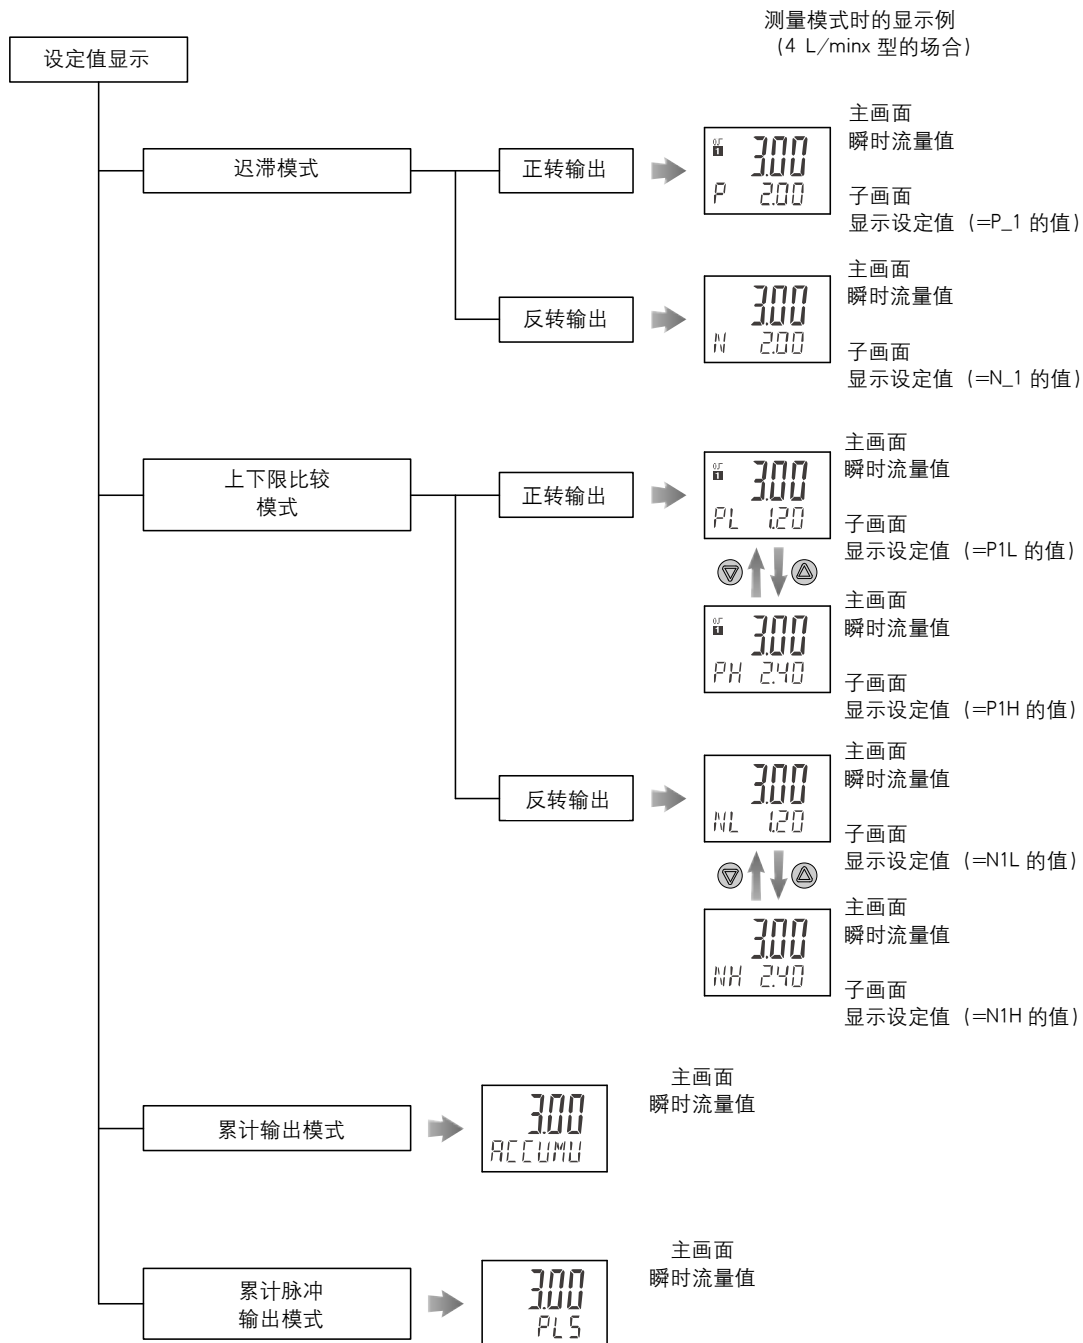 测量模式时的显示例
(4 L/minx 型的场合)
设定值显示
迟滞模式
正转输出
1
3.00
P 2.00
主画面
瞬时流量值
子画面
显示设定值 (=P_1 的值)
反转输出
3.00
N 2.00
主画面
瞬时流量值
子画面
显示设定值 (=N_1 的值)
上下限比较
模式
正转输出
1
3.00
PL 1.20
主画面
瞬时流量值
子画面
显示设定值 (=P1L 的值)
1
3.00
PH 2.40
主画面
瞬时流量值
子画面
显示设定值 (=P1H 的值)
反转输出
3.00
NL 1.20
主画面
瞬时流量值
子画面
显示设定值 (=N1L 的值)
3.00
NH 2.40
主画面
瞬时流量值
子画面
显示设定值 (=N1H 的值)
累计输出模式
3.00
ACCUMU
主画面
瞬时流量值
累计脉冲
输出模式
3.00
PLS
主画面
瞬时流量值